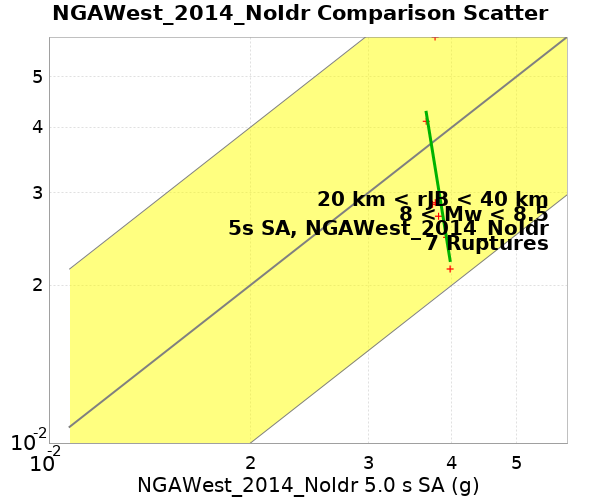 NGAWest_2014_NoIdr Comparison Scatter
5
4
3
2
10-2
20 km < rJB < 40 km
8 < Mw < 8.5
5s SA, NGAWest_2014_NoIdr
7 Ruptures
10-2
2
3
4
5
NGAWest_2014_NoIdr 5.0 s SA (g)